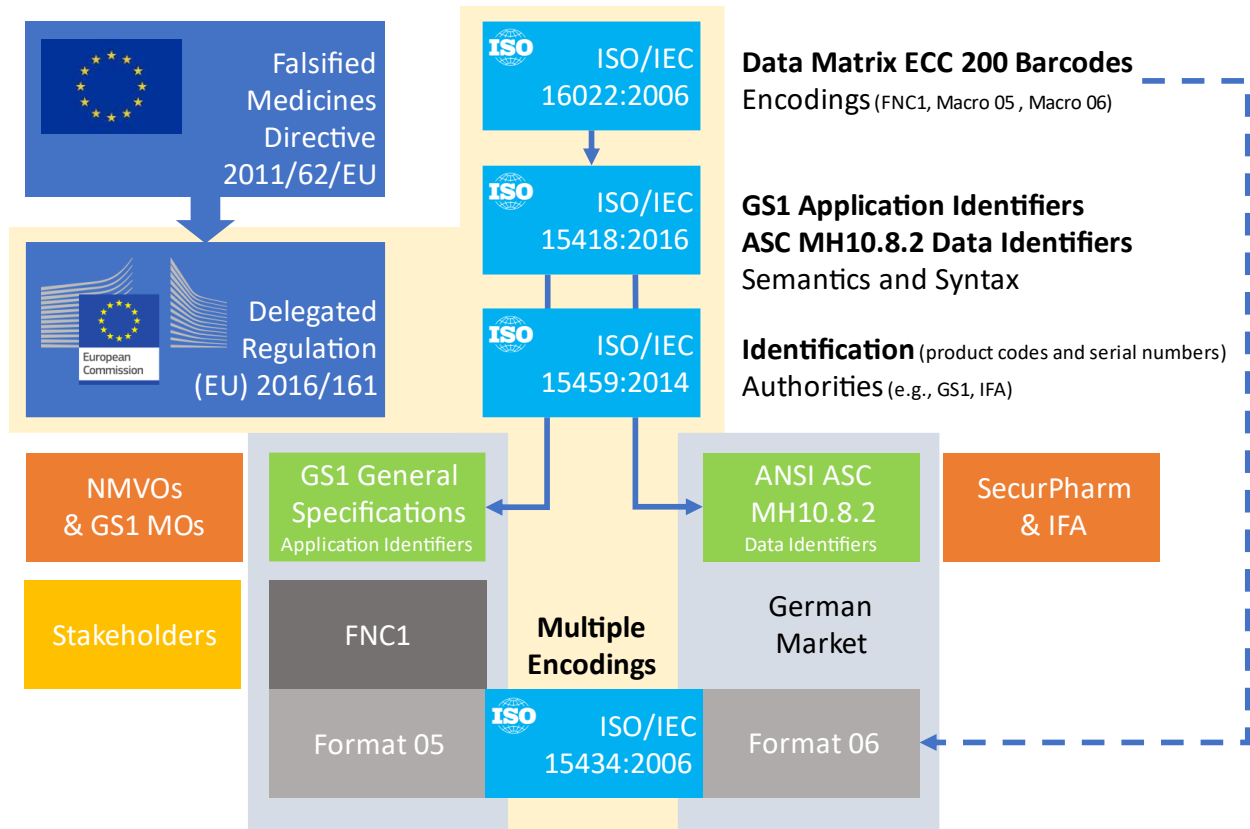 Falsified
Medicines
Directive
2011/62/EU
ISO
ISO/IEC
16022:2006
Data Matrix ECC 200 Barcodes
Encodings (FNC1, Macro 05 , Macro 06)
ISO
ISO/IEC
15418:2016
GS1 Application Identifiers
ASC MH10.8.2 Data Identifiers
Semantics and Syntax
European
Commission
Delegated
Regulation
(EU) 2016/161
ISO
ISO/IEC
15459:2014
Identification (product codes and serial numbers)
Authorities (e.g., GS1, IFA)
NMVOs
& GS1 MOs
GS1 General
Specifications
Application Identifiers
ANSI ASC
MH10.8.2
Data Identifiers
SecurPharm
& IFA
Stakeholders
FNC1
Multiple
Encodings
German
Market
Format 05
ISO
ISO/IEC
15434:2006
Format 06